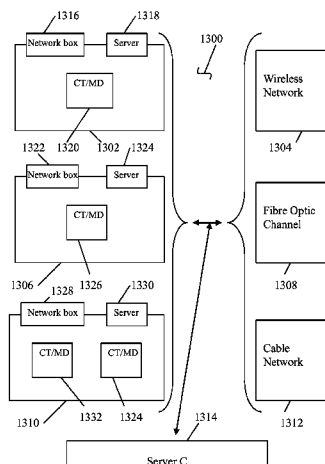 1316
1318
1300
Network box
Server
CT/MD
Wireless
Network
1322
1324
1320
1302
1304
Network box
Server
CT/MD
Fibre Optic
Channel
1328
1330
1326
1306
1308
Network box
Server
CT/MD
CT/MD
Cable
Network
1310
1332
1324
1314
1312
Server C